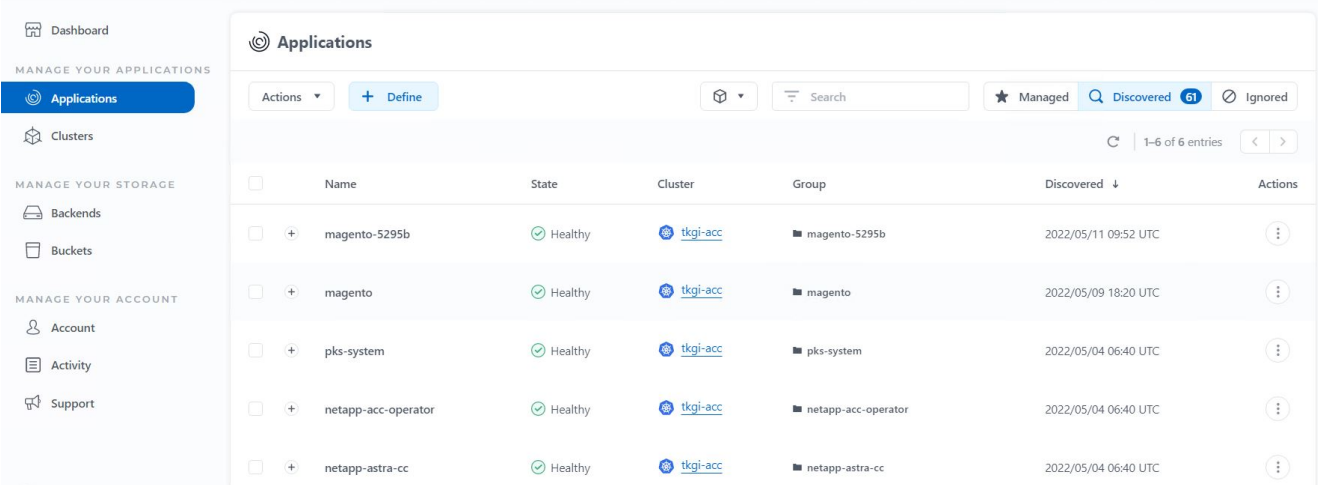 Dashboard
MANAGE YOUR APPLICATIONS
Applications
Clusters
MANAGE YOUR STORAGE
Backends
Buckets
MANAGE YOUR ACCOUNT
Account
Activity
Support
Applications
Actions + Define Search Managed Discovered 61 Ignored
1–6 of 6 entries
Name State Cluster Group Discovered ↓ Actions
magento-5295b Healthy tkgi-acc magento-5295b 2022/05/11 09:52 UTC
magento Healthy tkgi-acc magento 2022/05/09 18:20 UTC
pks-system Healthy tkgi-acc pks-system 2022/05/04 06:40 UTC
netapp-acc-operator Healthy tkgi-acc netapp-acc-operator 2022/05/04 06:40 UTC
netapp-astra-cc Healthy tkgi-acc netapp-astra-cc 2022/05/04 06:40 UTC